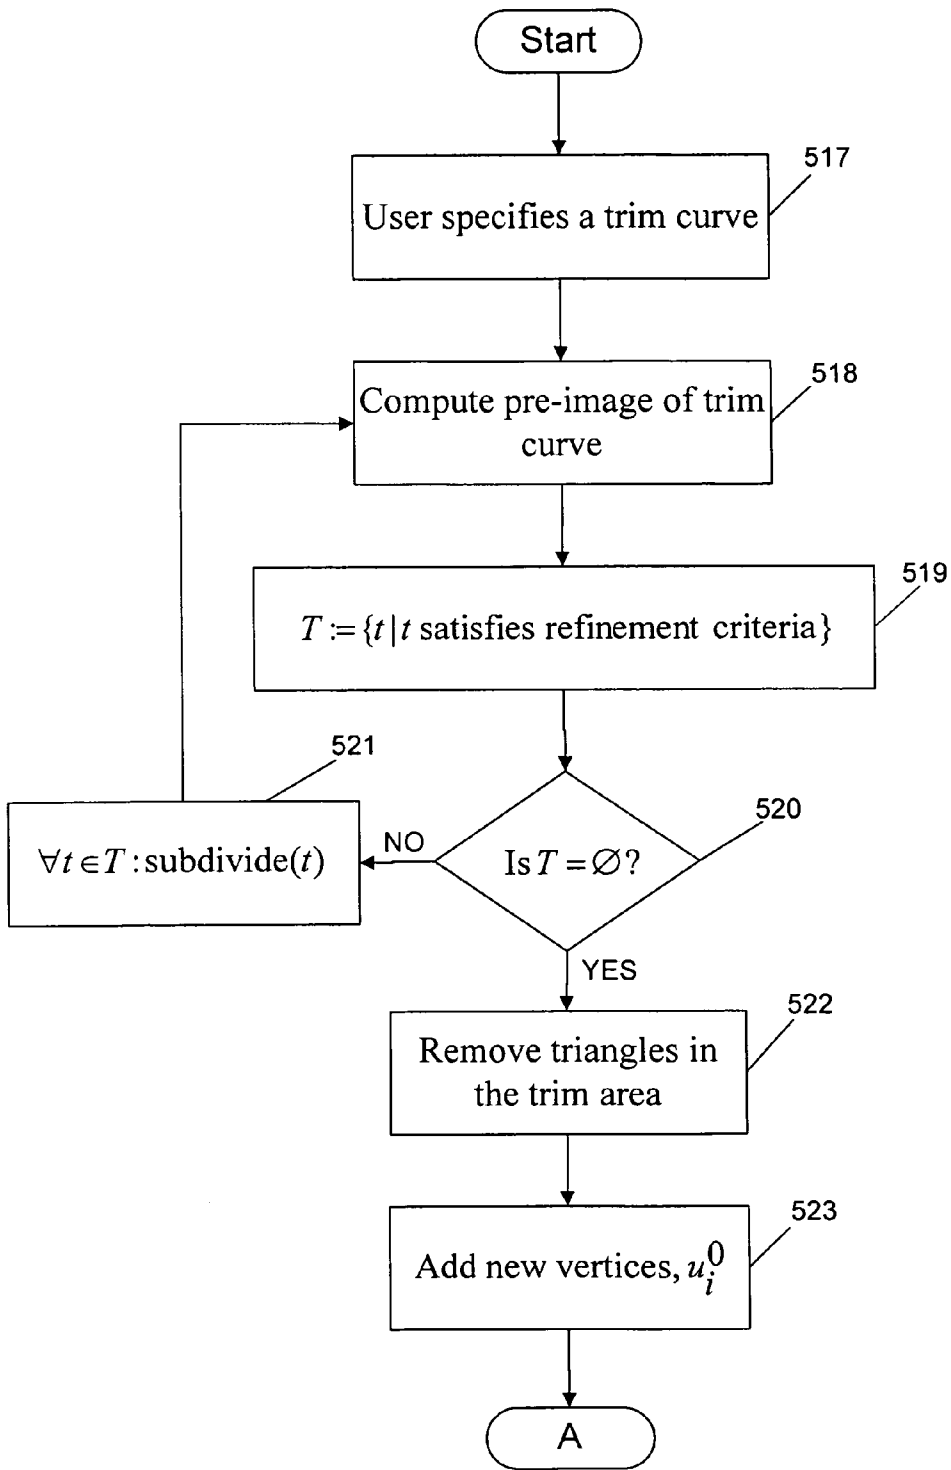 Start
517
User specifies a trim curve
518
Compute pre-image of trim
curve
519
T := {t | t satisfies refinement criteria}
521
520
∀t ∈ T : subdivide(t)
NO
Is T = ∅?
YES
522
Remove triangles in
the trim area
523
Add new vertices, u_i^0
A